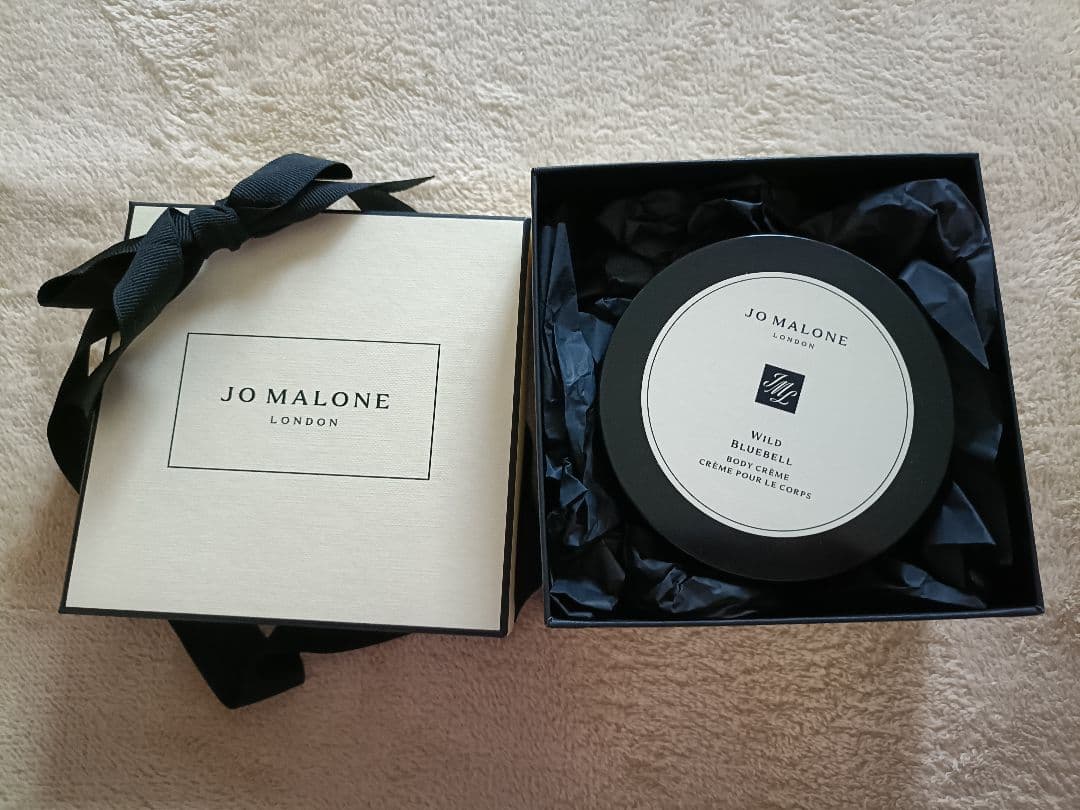 JO MALONE
LONDON
JO MALONE
LONDON
JML
WILD
BLUEBELL
BODY CRÈME
CRÈME POUR LE CORPS